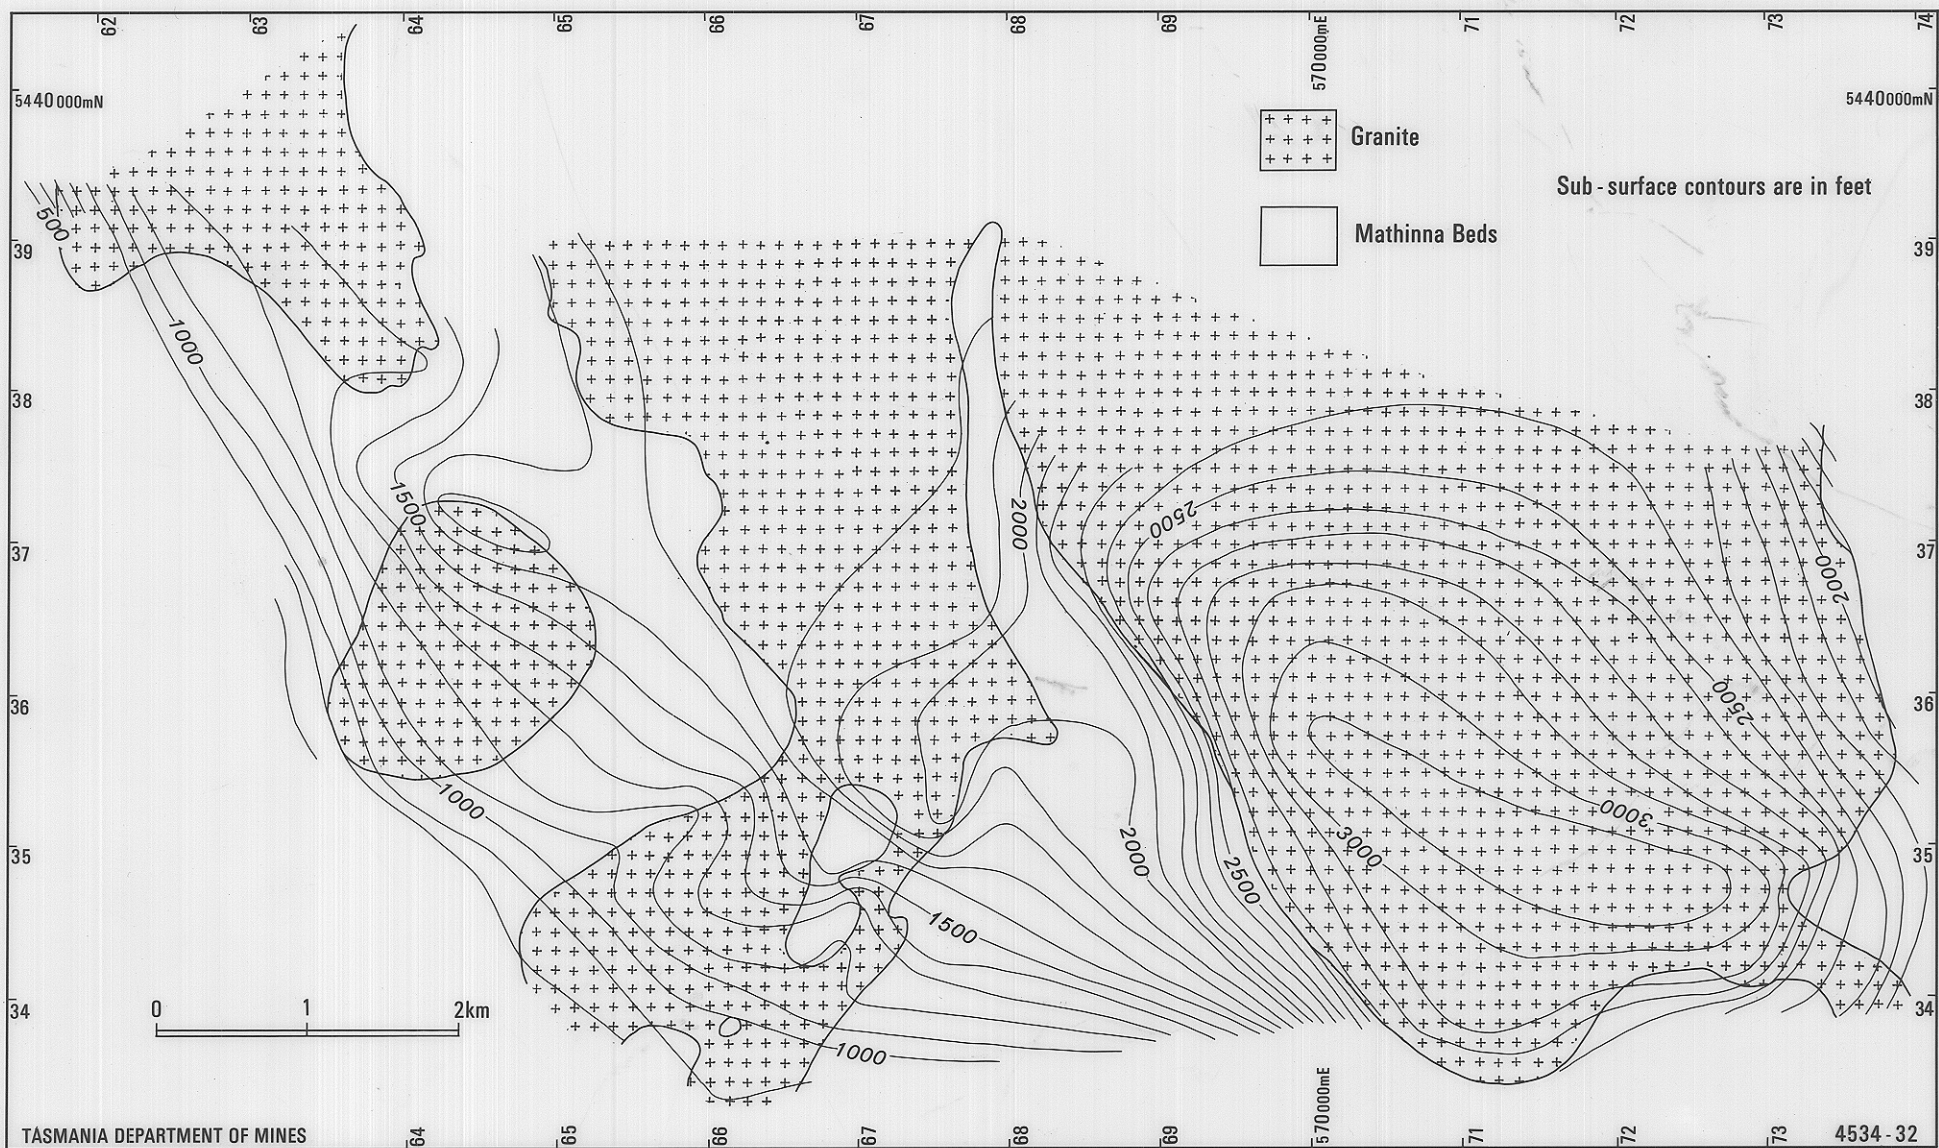 62 63 64 65 66 67 68 69 570000mE 71 72 73 74
5440000mN 5440000mN
Granite
Sub-surface contours are in feet
Mathinna Beds
39 39
500
1000
38 38
1500
2000
2500
37 37
2000
36 36
2500
1000
3000
3000
35 35
2000
2500
1500
34 34
0 1 2km
1000
TASMANIA DEPARTMENT OF MINES
64 65 66 67 68 69 570000mE 71 72 73
4534-32